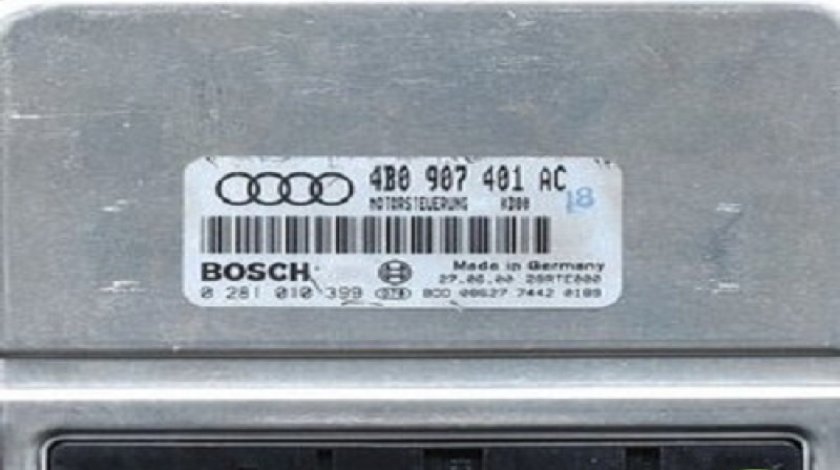 4B0 907 401 AC
MOTORSTEUERUNG
18
BOSCH
Made in Germany
0 281 010 399